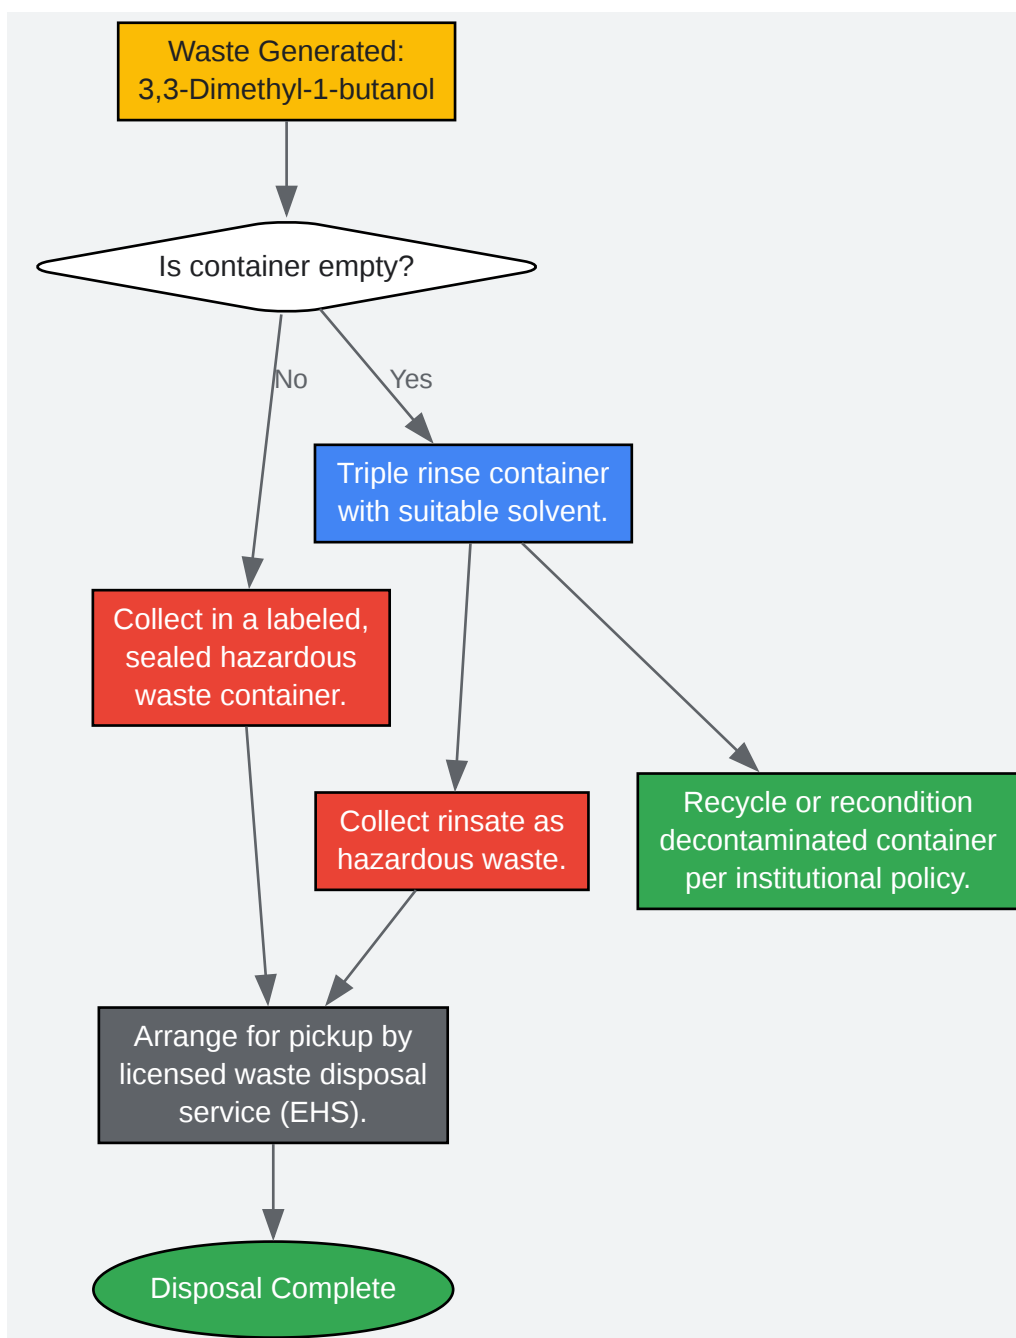 Waste Generated:
3,3-Dimethyl-1-butanol
Is container empty?
No
Yes
Triple rinse container
with suitable solvent.
Collect in a labeled,
sealed hazardous
waste container.
Collect rinsate as
hazardous waste.
Recycle or recondition
decontaminated container
per institutional policy.
Arrange for pickup by
licensed waste disposal
service (EHS).
Disposal Complete